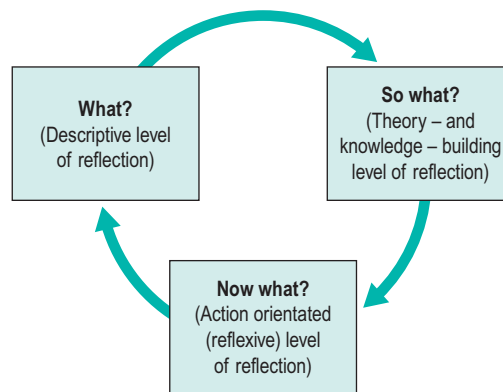 What?
(Descriptive level
of reflection)
So what?
(Theory – and
knowledge – building
level of reflection)
Now what?
(Action orientated
(reflexive) level
of reflection)